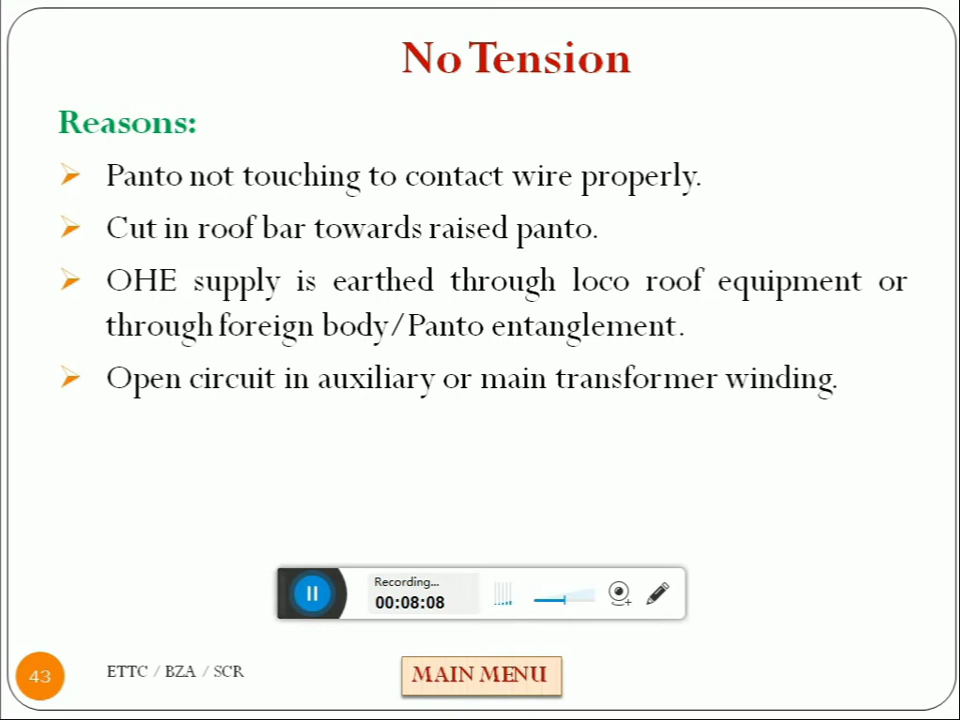 No Tension
Reasons:
Panto not touching to contact wire properly.
Cut in roof bar towards raised panto.
OHE supply is earthed through loco roof equipment or
through foreign body/Panto entanglement.
Open circuit in auxiliary or main transformer winding.
Recording...
00:08:08
43
ETTC / BZA / SCR
MAIN MENU